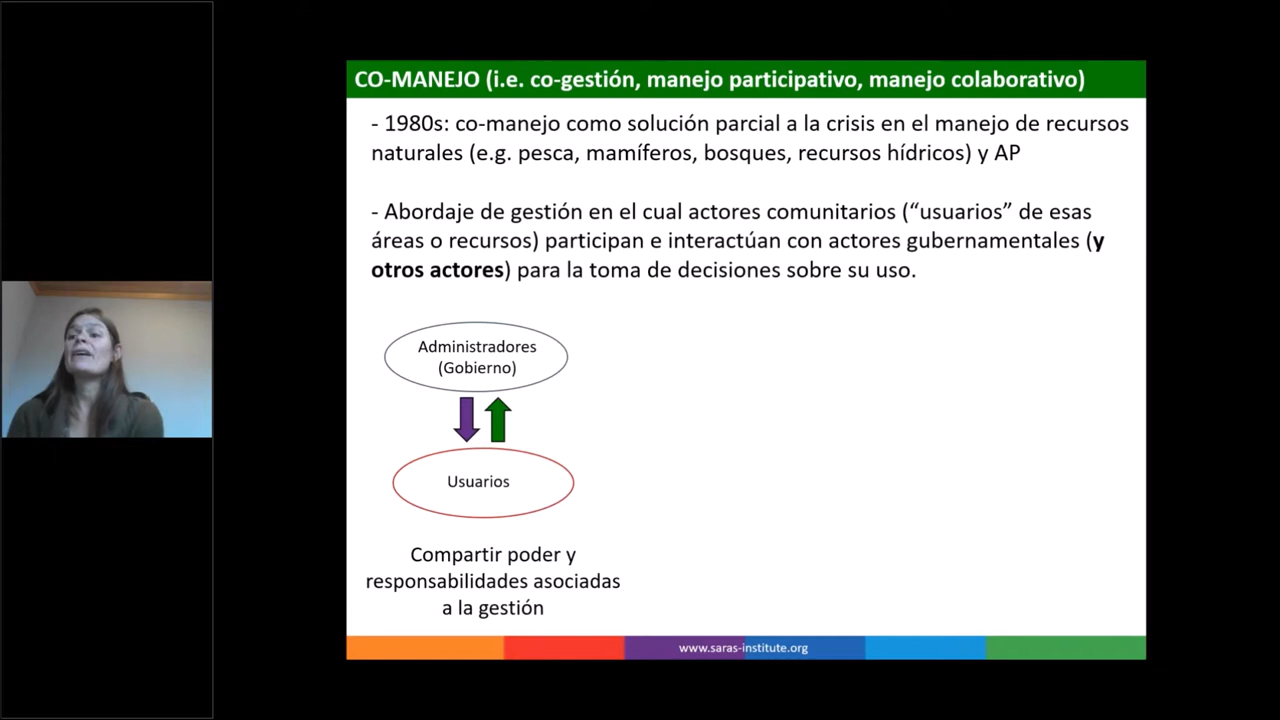 CO-MANEJO (i.e. co-gestión, manejo participativo, manejo colaborativo)
- 1980s: co-manejo como solución parcial a la crisis en el manejo de recursos
naturales (e.g. pesca, mamíferos, bosques, recursos hídricos) y AP
- Abordaje de gestión en el cual actores comunitarios (“usuarios” de esas
áreas o recursos) participan e interactúan con actores gubernamentales (y
otros actores) para la toma de decisiones sobre su uso.
Administradores
(Gobierno)
Usuarios
Compartir poder y
responsabilidades asociadas
a la gestión
www.saras-institute.org